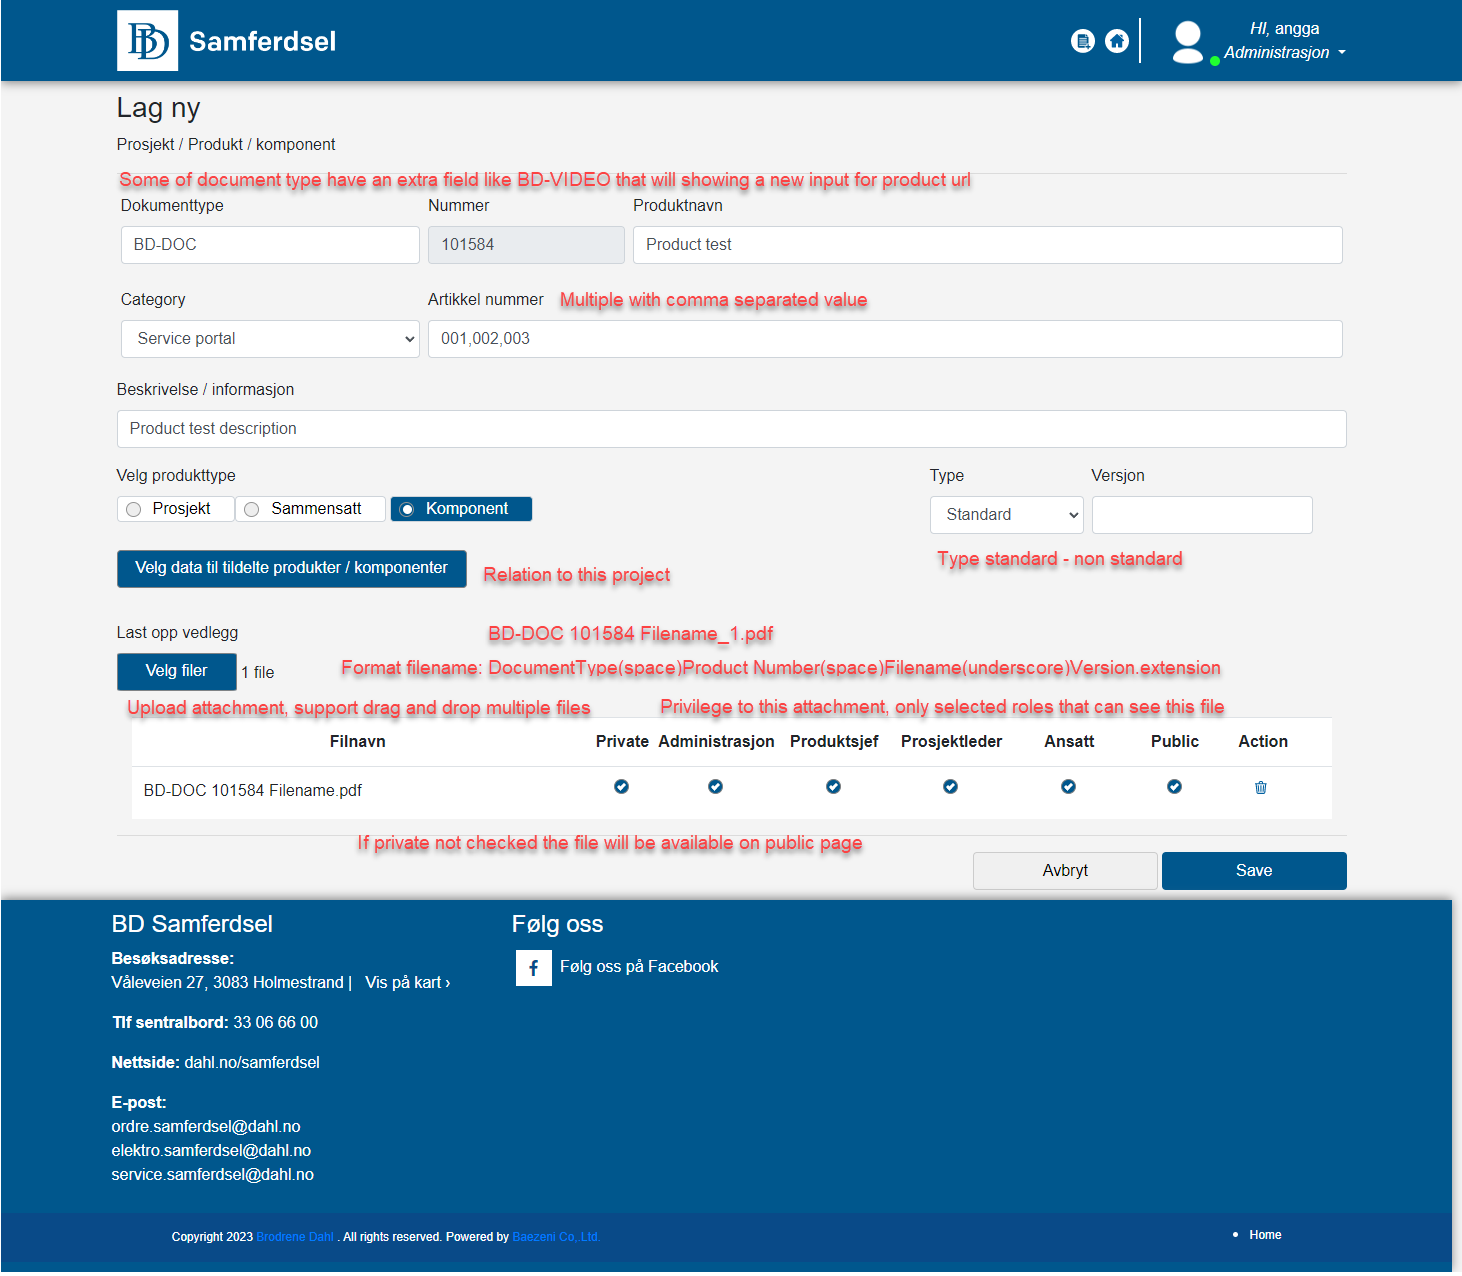 BD Samferdsel
HI, angga
Administrasjon
Lag ny
Prosjekt / Produkt / komponent
Some of document type have an extra field like BD-VIDEO that will showing a new input for product url
Dokumenttype Nummer Produktnavn
BD-DOC 101584 Product test
Category Artikkel nummer Multiple with comma separated value
Service portal 001,002,003
Beskrivelse / informasjon
Product test description
Velg produkttype Type Versjon
Prosjekt Sammensatt Komponent Standard
Type standard - non standard
Velg data til tildelte produkter / komponenter Relation to this project
Last opp vedlegg BD-DOC 101584 Filename_1.pdf
Velg filer 1 file Format filename: DocumentType(space)Product Number(space)Filename(underscore)Version.extension
Upload attachment, support drag and drop multiple files Privilege to this attachment, only selected roles that can see this file
Filnavn Private Administrasjon Produktsjef Prosjektleder Ansatt Public Action
BD-DOC 101584 Filename.pdf
If private not checked the file will be available on public page
Avbryt Save
BD Samferdsel Følg oss
Besøksadresse: Følg oss på Facebook
Våleveien 27, 3083 Holmestrand | Vis på kart ›
Tlf sentralbord: 33 06 66 00
Nettside: dahl.no/samferdsel
E-post:
ordre.samferdsel@dahl.no
elektro.samferdsel@dahl.no
service.samferdsel@dahl.no
Copyright 2023 Brodrene Dahl . All rights reserved. Powered by Baezeni Co,.Ltd. • Home